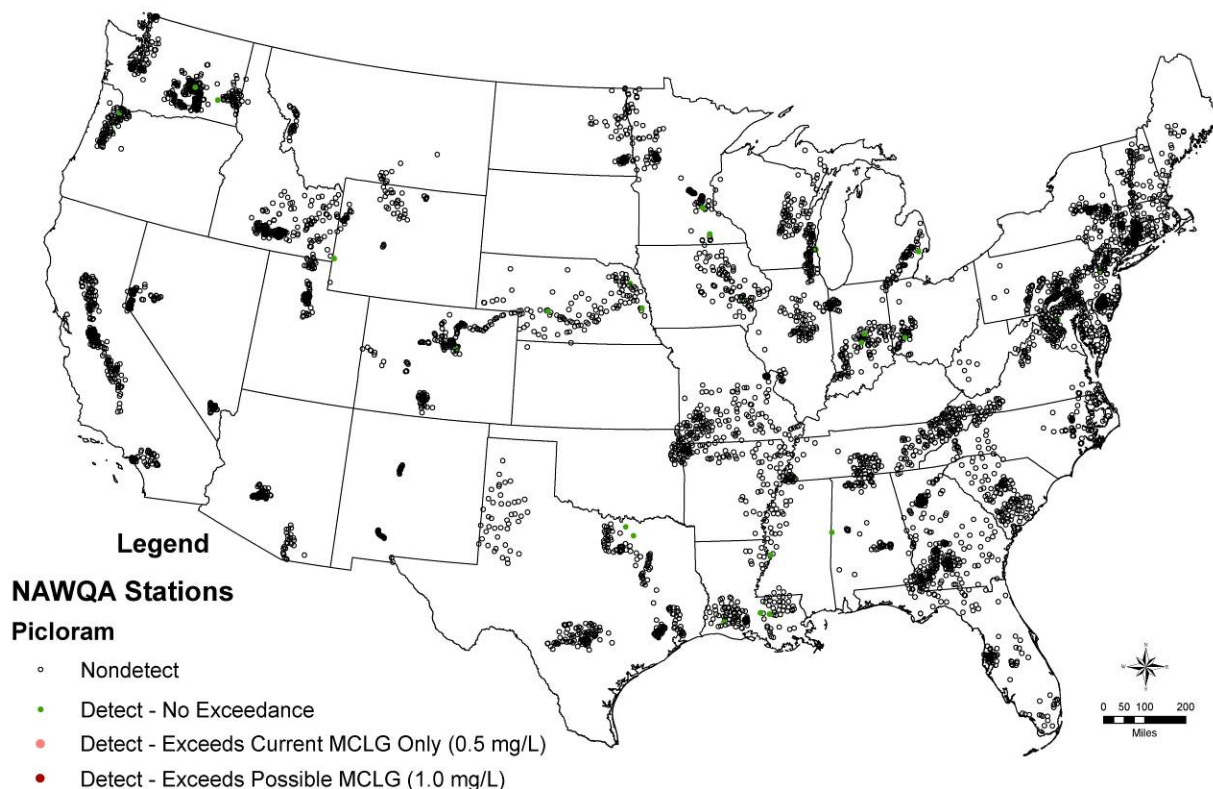 Legend
NAWQA Stations
Picloram
Nondetect
Detect - No Exceedance
Detect - Exceeds Current MCLG Only (0.5 mg/L)
Detect - Exceeds Possible MCLG (1.0 mg/L)
N
W E
S
0 50 100 200
Miles